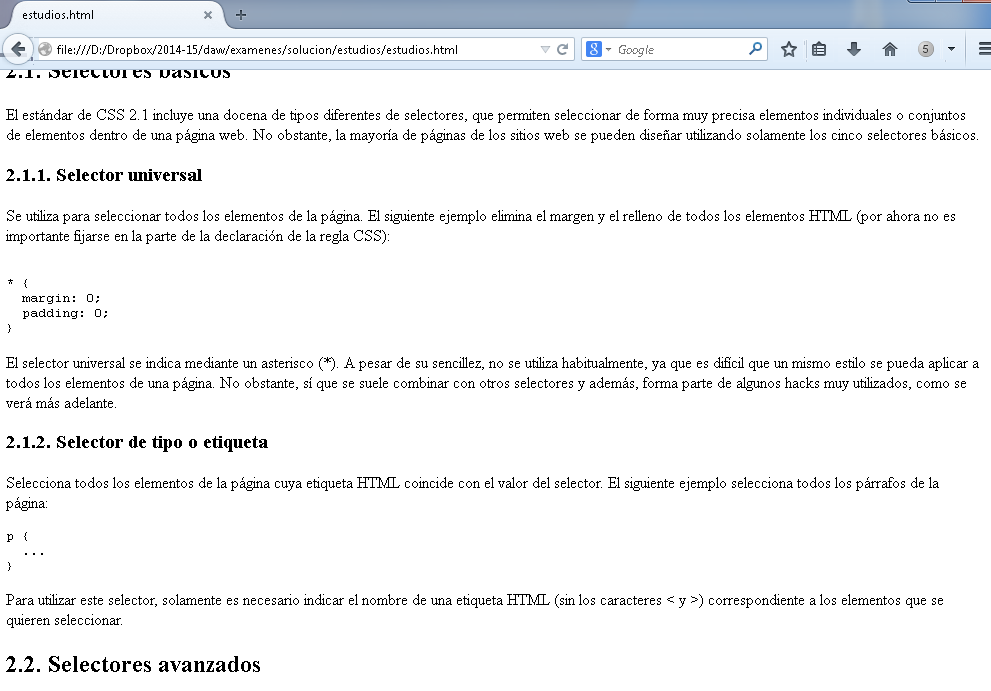 estudios.html
file:///D:/Dropbox/2014-15/daw/examenes/solucion/estudios/estudios.html
8
Google
5
2.1. Selectores básicos
El estándar de CSS 2.1 incluye una docena de tipos diferentes de selectores, que permiten seleccionar de forma muy precisa elementos individuales o conjuntos
de elementos dentro de una página web. No obstante, la mayoría de páginas de los sitios web se pueden diseñar utilizando solamente los cinco selectores básicos.
2.1.1. Selector universal
Se utiliza para seleccionar todos los elementos de la página. El siguiente ejemplo elimina el margen y el relleno de todos los elementos HTML (por ahora no es
importante fijarse en la parte de la declaración de la regla CSS):
* {
  margin: 0;
  padding: 0;
}
El selector universal se indica mediante un asterisco (*). A pesar de su sencillez, no se utiliza habitualmente, ya que es difícil que un mismo estilo se pueda aplicar a
todos los elementos de una página. No obstante, sí que se suele combinar con otros selectores y además, forma parte de algunos hacks muy utilizados, como se
verá más adelante.
2.1.2. Selector de tipo o etiqueta
Selecciona todos los elementos de la página cuya etiqueta HTML coincide con el valor del selector. El siguiente ejemplo selecciona todos los párrafos de la
página:
p {
  ...
}
Para utilizar este selector, solamente es necesario indicar el nombre de una etiqueta HTML (sin los caracteres < y >) correspondiente a los elementos que se
quieren seleccionar.
2.2. Selectores avanzados